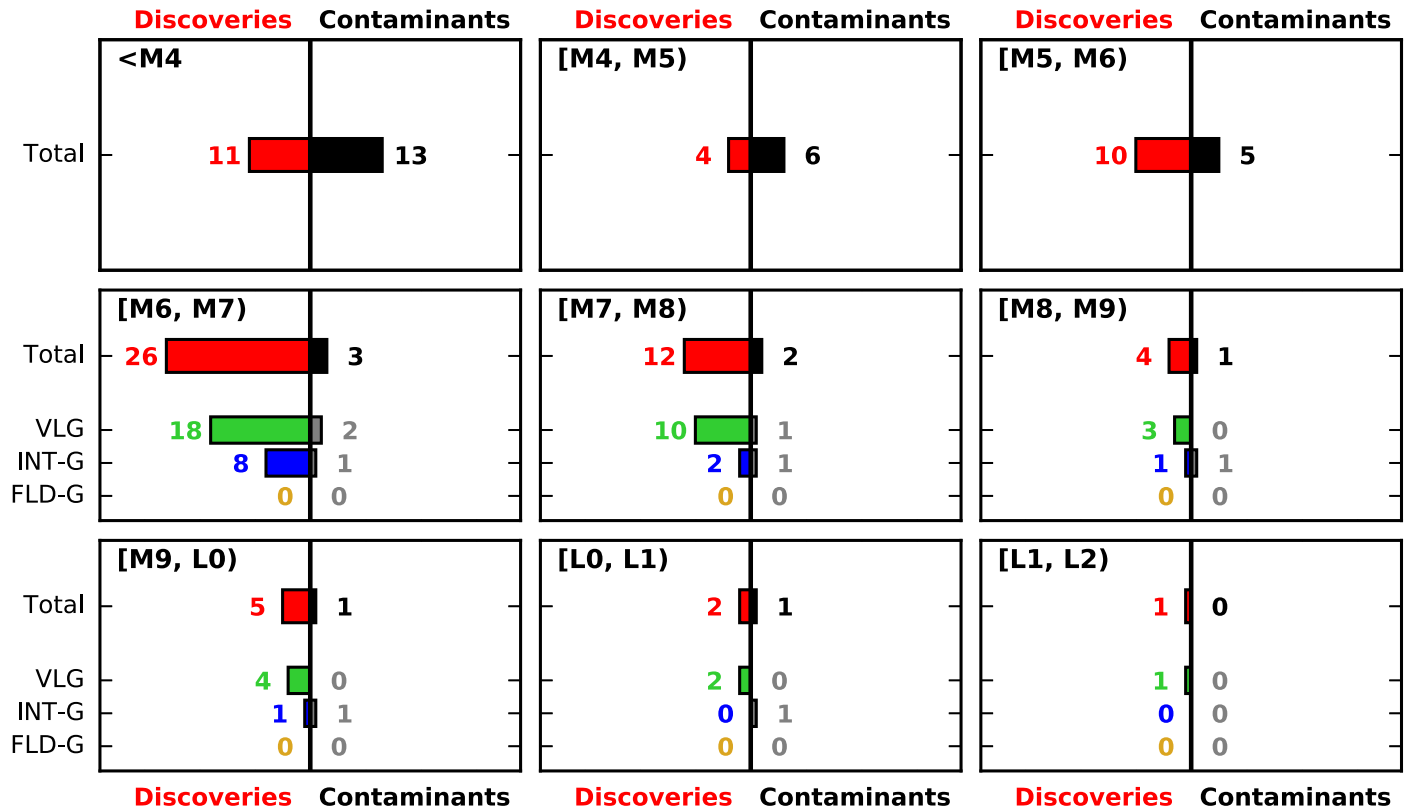 Discoveries Contaminants Discoveries Contaminants Discoveries Contaminants
<M4 [M4, M5) [M5, M6)
Total 11 13 4 6 10 5
[M6, M7) [M7, M8) [M8, M9)
Total 26 3 12 2 4 1
VLG 18 2 10 1 3 0
INT-G 8 1 2 1 1 1
FLD-G 0 0 0 0 0 0
[M9, L0) [L0, L1) [L1, L2)
Total 5 1 2 1 1 0
VLG 4 0 2 0 1 0
INT-G 1 1 0 1 0 0
FLD-G 0 0 0 0 0 0
Discoveries Contaminants Discoveries Contaminants Discoveries Contaminants